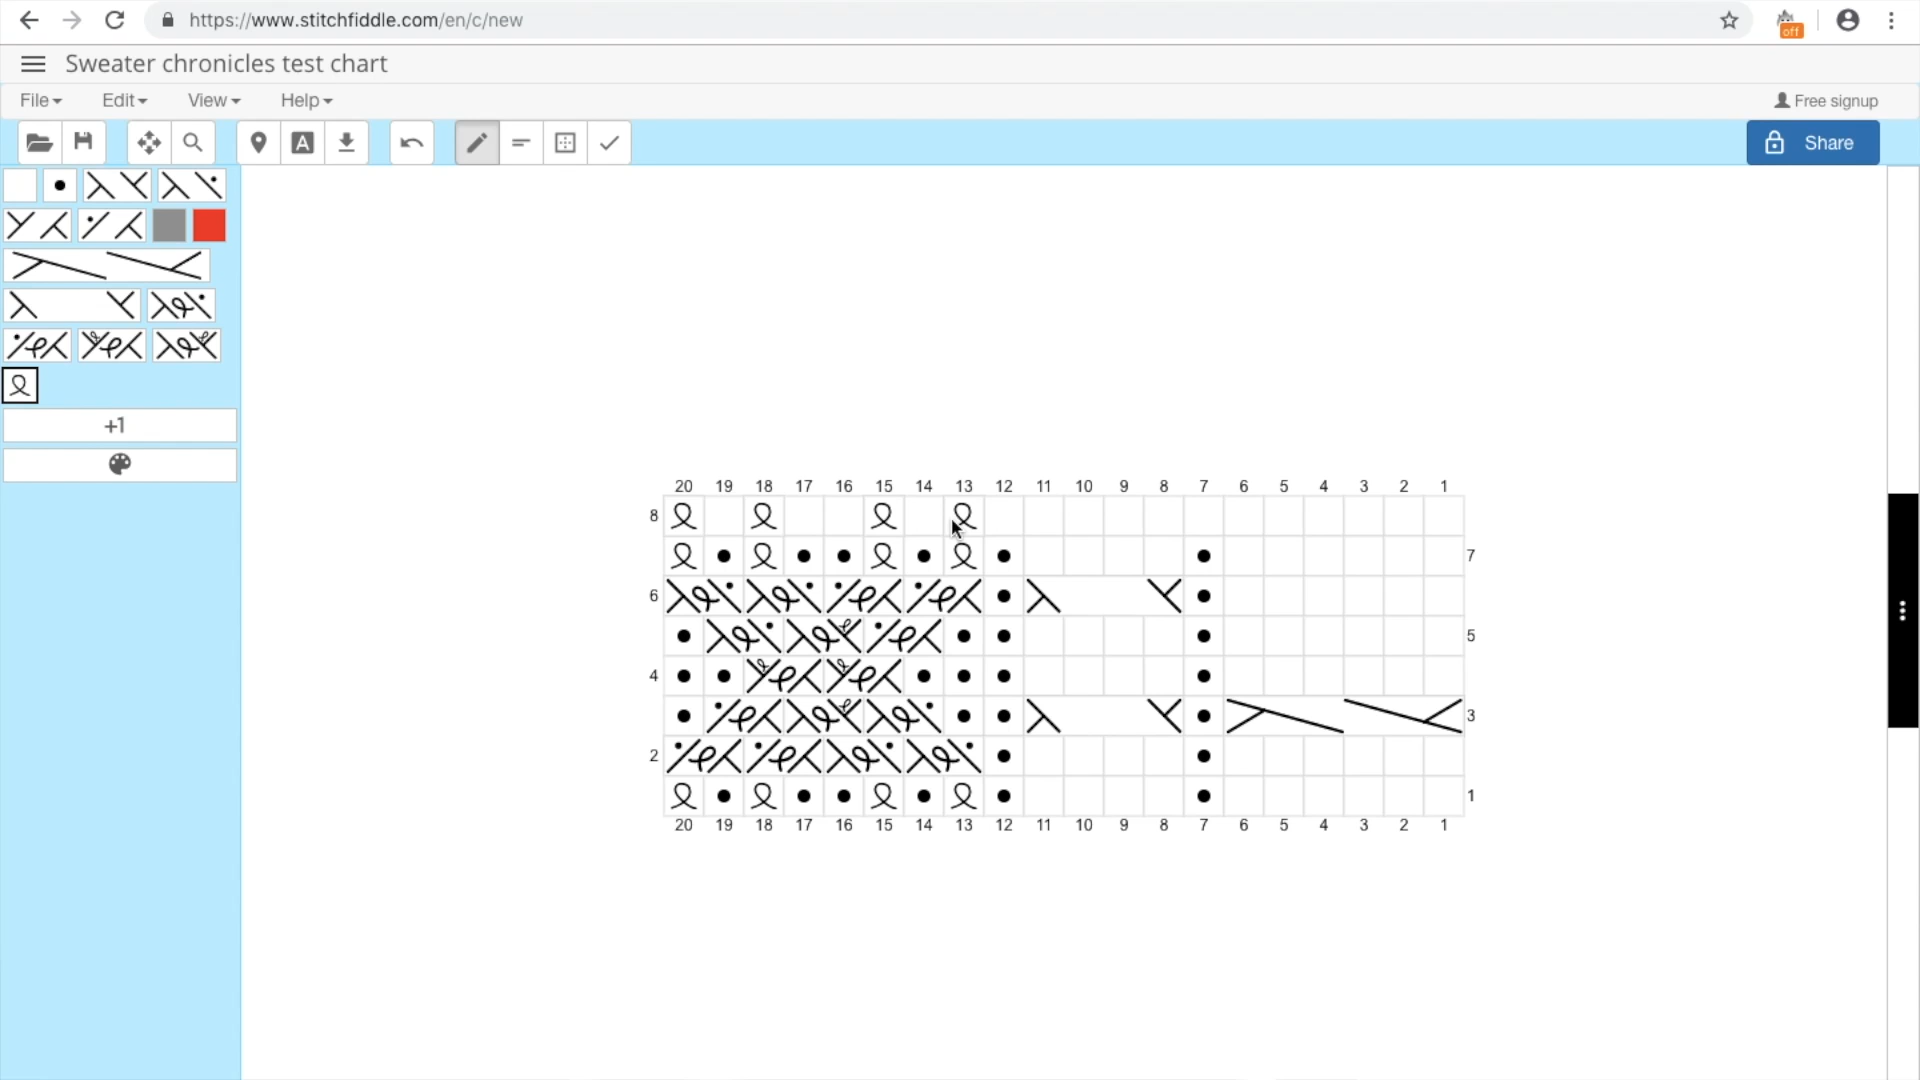 https://www.stitchfiddle.com/en/c/new
off
Sweater chronicles test chart
File Edit View Help Free signup
A Share
+1
20 19 18 17 16 15 14 13 12 11 10 9 8 7 6 5 4 3 2 1
8
7
6
5
4
3
2
1
20 19 18 17 16 15 14 13 12 11 10 9 8 7 6 5 4 3 2 1